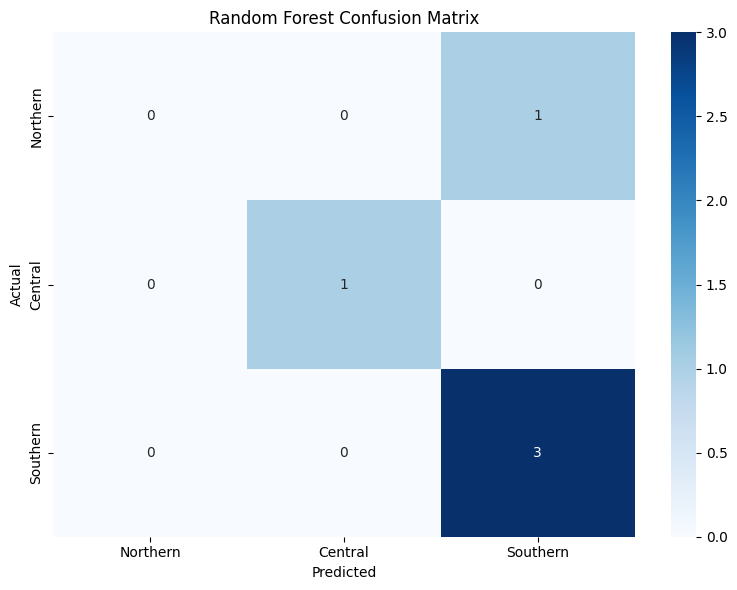 Random Forest Confusion Matrix
Actual
Northern
Central
Southern
0 0 1
0 1 0
0 0 3
Northern Central Southern
Predicted
3.0
2.5
2.0
1.5
1.0
0.5
0.0